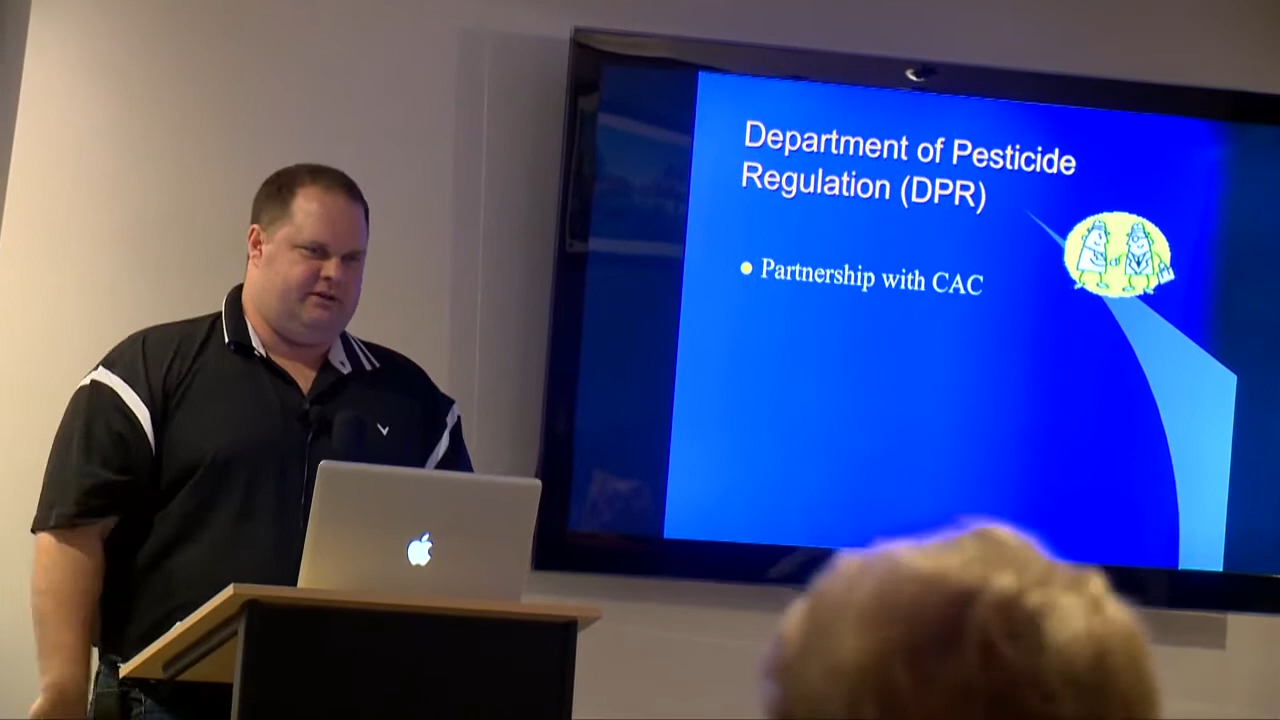 Department of Pesticide
Regulation (DPR)
Partnership with CAC